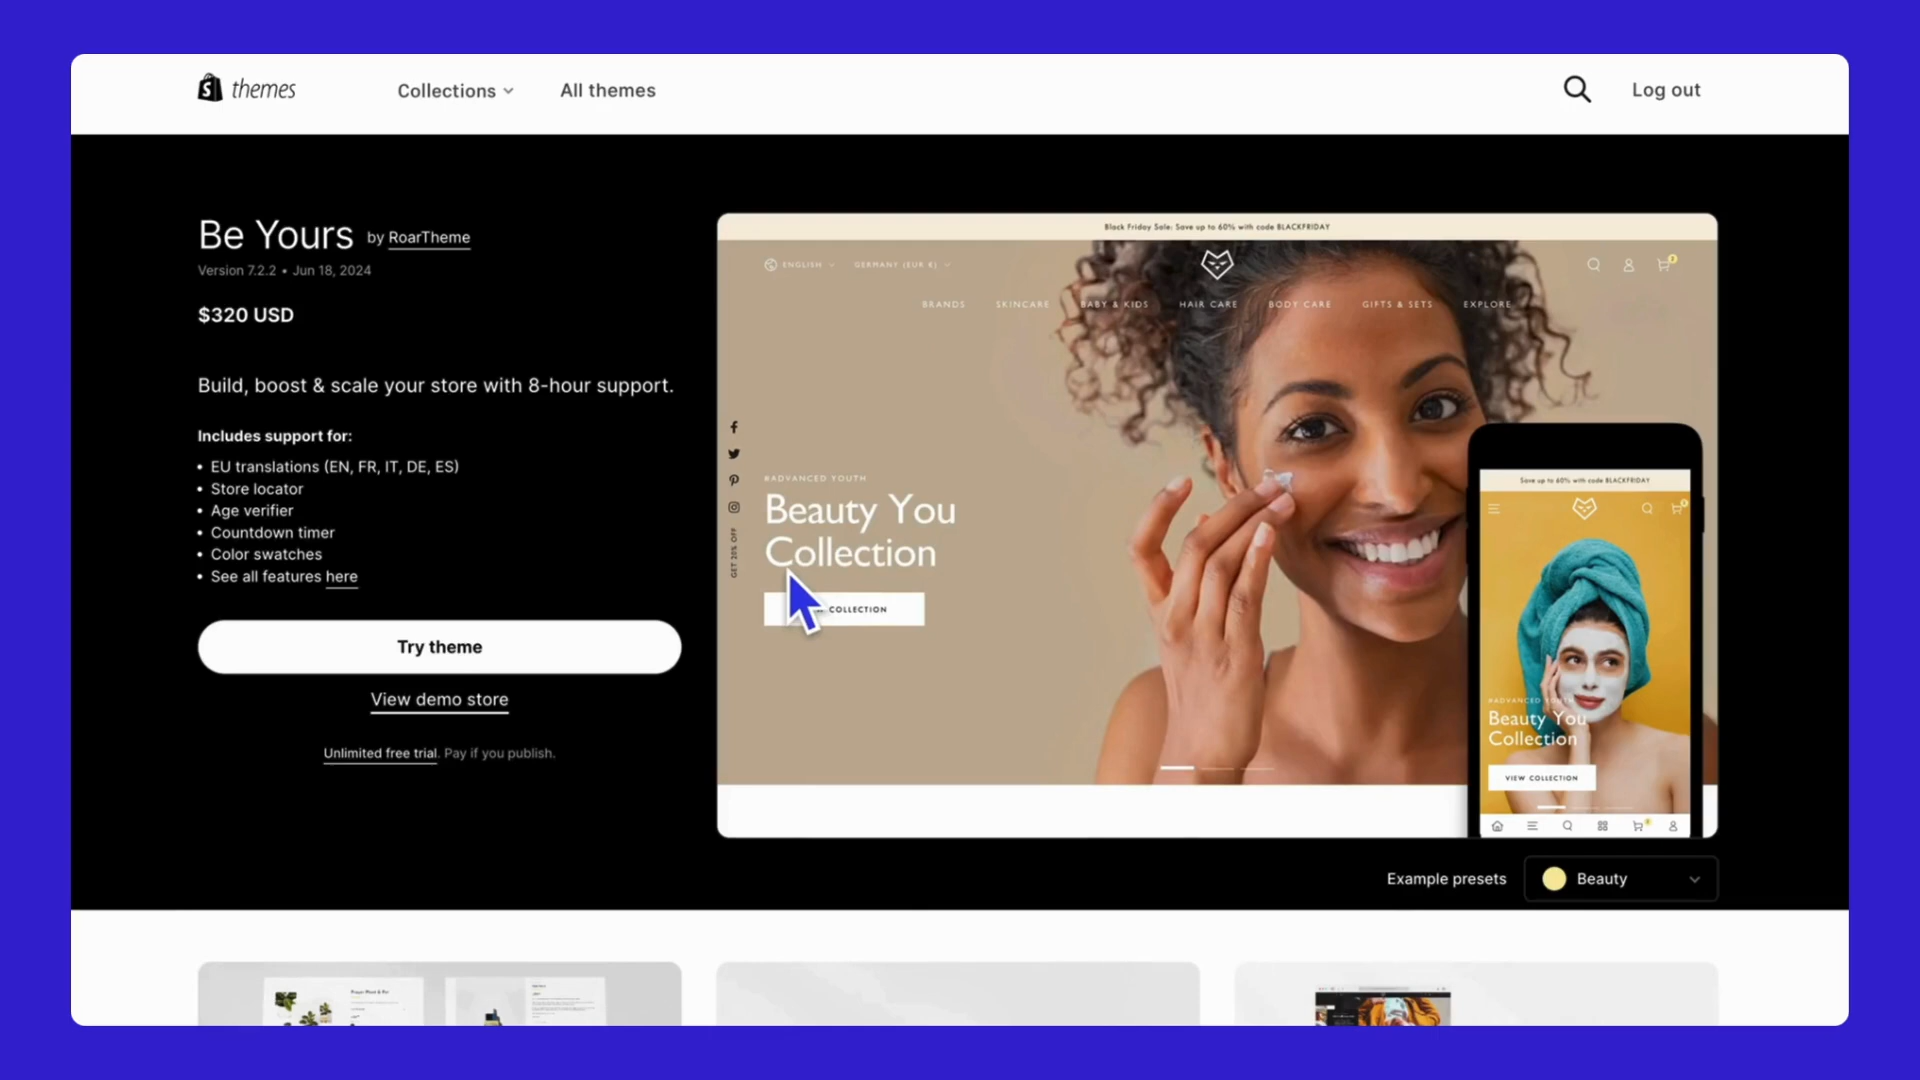 themes
Collections
All themes
Log out
Be Yours by RoarTheme
Version 7.2.2 • Jun 18, 2024
$320 USD
Build, boost & scale your store with 8-hour support.
Includes support for:
• EU translations (EN, FR, IT, DE, ES)
• Store locator
• Age verifier
• Countdown timer
• Color swatches
• See all features here
Try theme
View demo store
Unlimited free trial. Pay if you publish.
Black Friday Sale: Save up to 60% with code BLACKFRIDAY
ENGLISH
GERMANY (EUR €)
BRANDS
SKINCARE
BABY & KIDS
HAIR CARE
BODY CARE
GIFTS & SETS
EXPLORE
GET 20% OFF
#ADVANCED YOUTH
Beauty You
Collection
COLLECTION
Save up to 60% with code BLACKFRIDAY
#ADVANCED YOUTH
Beauty You
Collection
VIEW COLLECTION
Example presets
Beauty